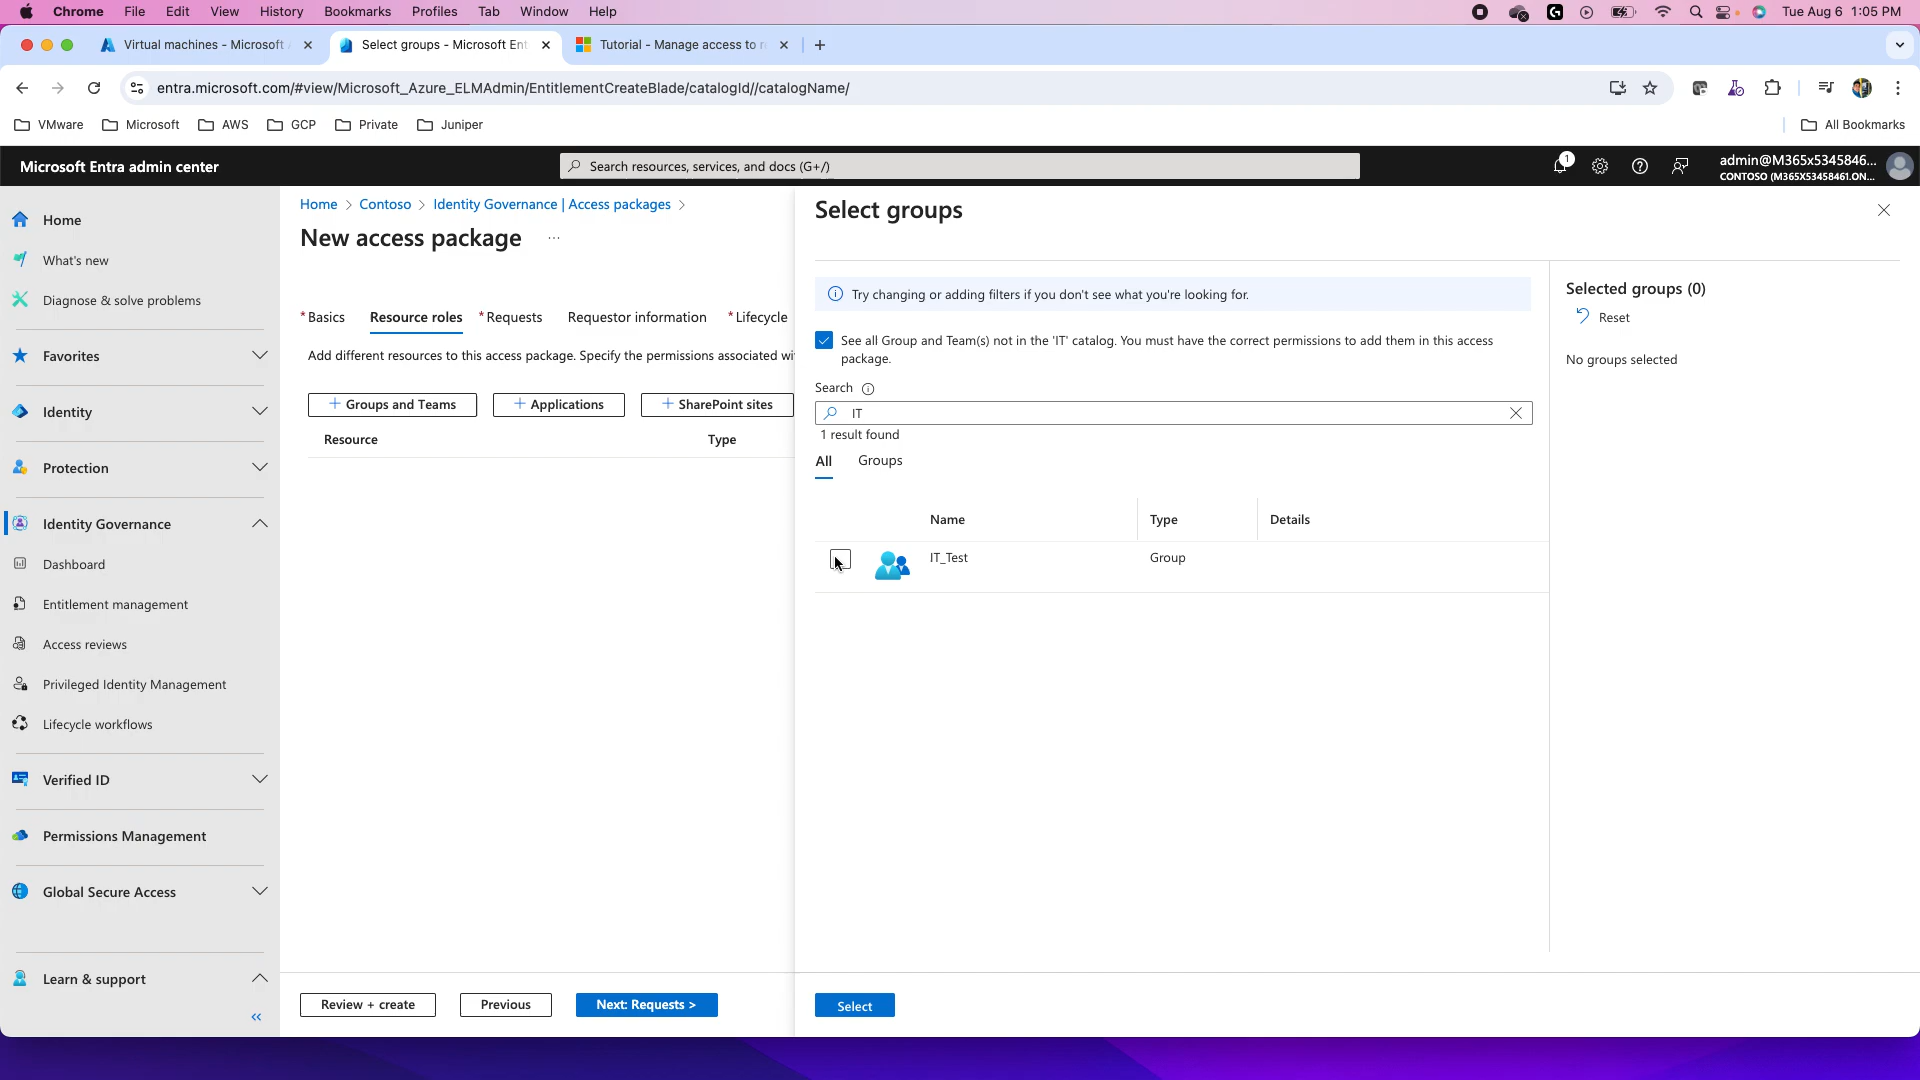 Chrome File Edit View History Bookmarks Profiles Tab Window Help Tue Aug 6 1:05 PM
Virtual machines - Microsoft Select groups - Microsoft Ent Tutorial - Manage access to
entra.microsoft.com/#view/Microsoft_Azure_ELMAdmin/EntitlementCreateBlade/catalogId//catalogName/
VMware Microsoft AWS GCP Private Juniper All Bookmarks
Microsoft Entra admin center
Search resources, services, and docs (G+/)
1
admin@M365x5345846...
CONTOSO (M365X53458461.ON...
Home
What's new
Diagnose & solve problems
Favorites
Identity
Protection
Identity Governance
Dashboard
Entitlement management
Access reviews
Privileged Identity Management
Lifecycle workflows
Verified ID
Permissions Management
Global Secure Access
Learn & support
«
Home > Contoso > Identity Governance | Access packages >
New access package ...
* Basics Resource roles * Requests Requestor information * Lifecycle
Add different resources to this access package. Specify the permissions associated wi
+ Groups and Teams + Applications + SharePoint sites
Resource Type
Review + create Previous Next: Requests >
Select groups
Try changing or adding filters if you don't see what you're looking for.
See all Group and Team(s) not in the 'IT' catalog. You must have the correct permissions to add them in this access
package.
Search
IT
1 result found
All Groups
Name Type Details
IT_Test Group
Select
Selected groups (0)
Reset
No groups selected